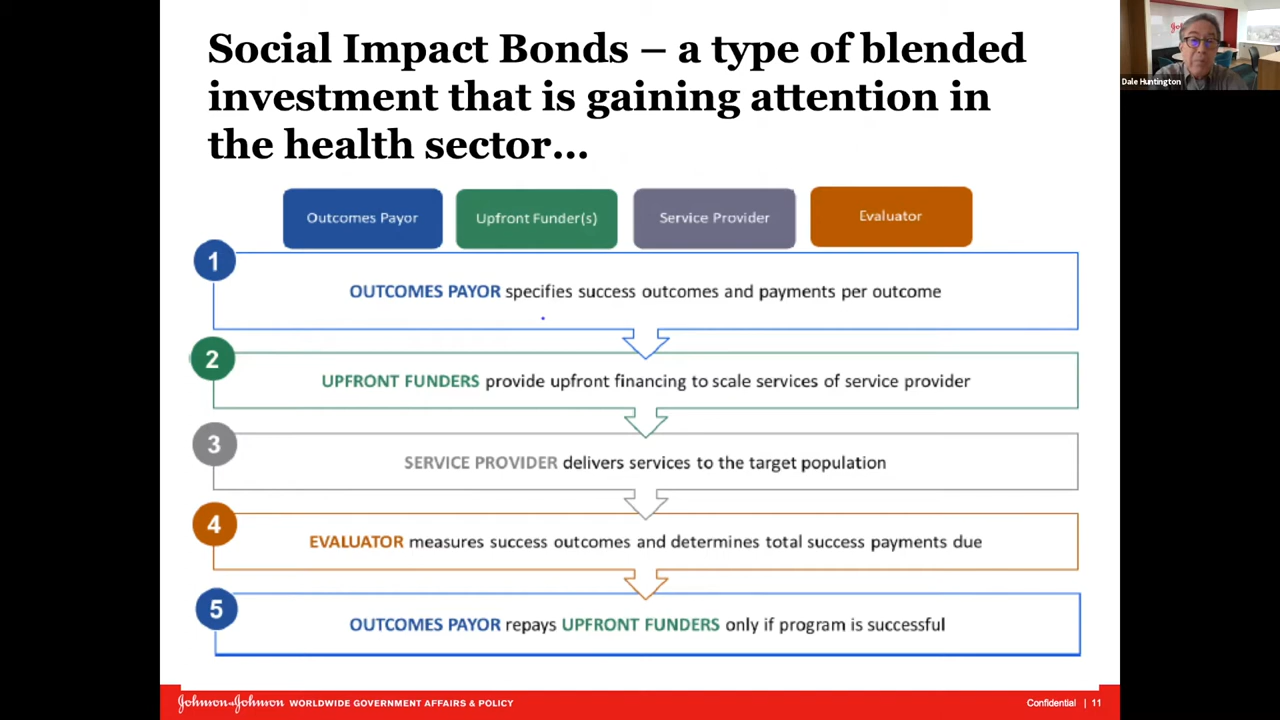 Social Impact Bonds – a type of blended
investment that is gaining attention in
the health sector...
Dale Huntington
Outcomes Payor
Upfront Funder(s)
Service Provider
Evaluator
1
OUTCOMES PAYOR specifies success outcomes and payments per outcome
2
UPFRONT FUNDERS provide upfront financing to scale services of service provider
3
SERVICE PROVIDER delivers services to the target population
4
EVALUATOR measures success outcomes and determines total success payments due
5
OUTCOMES PAYOR repays UPFRONT FUNDERS only if program is successful
Johnson&Johnson WORLDWIDE GOVERNMENT AFFAIRS & POLICY
Confidential | 11